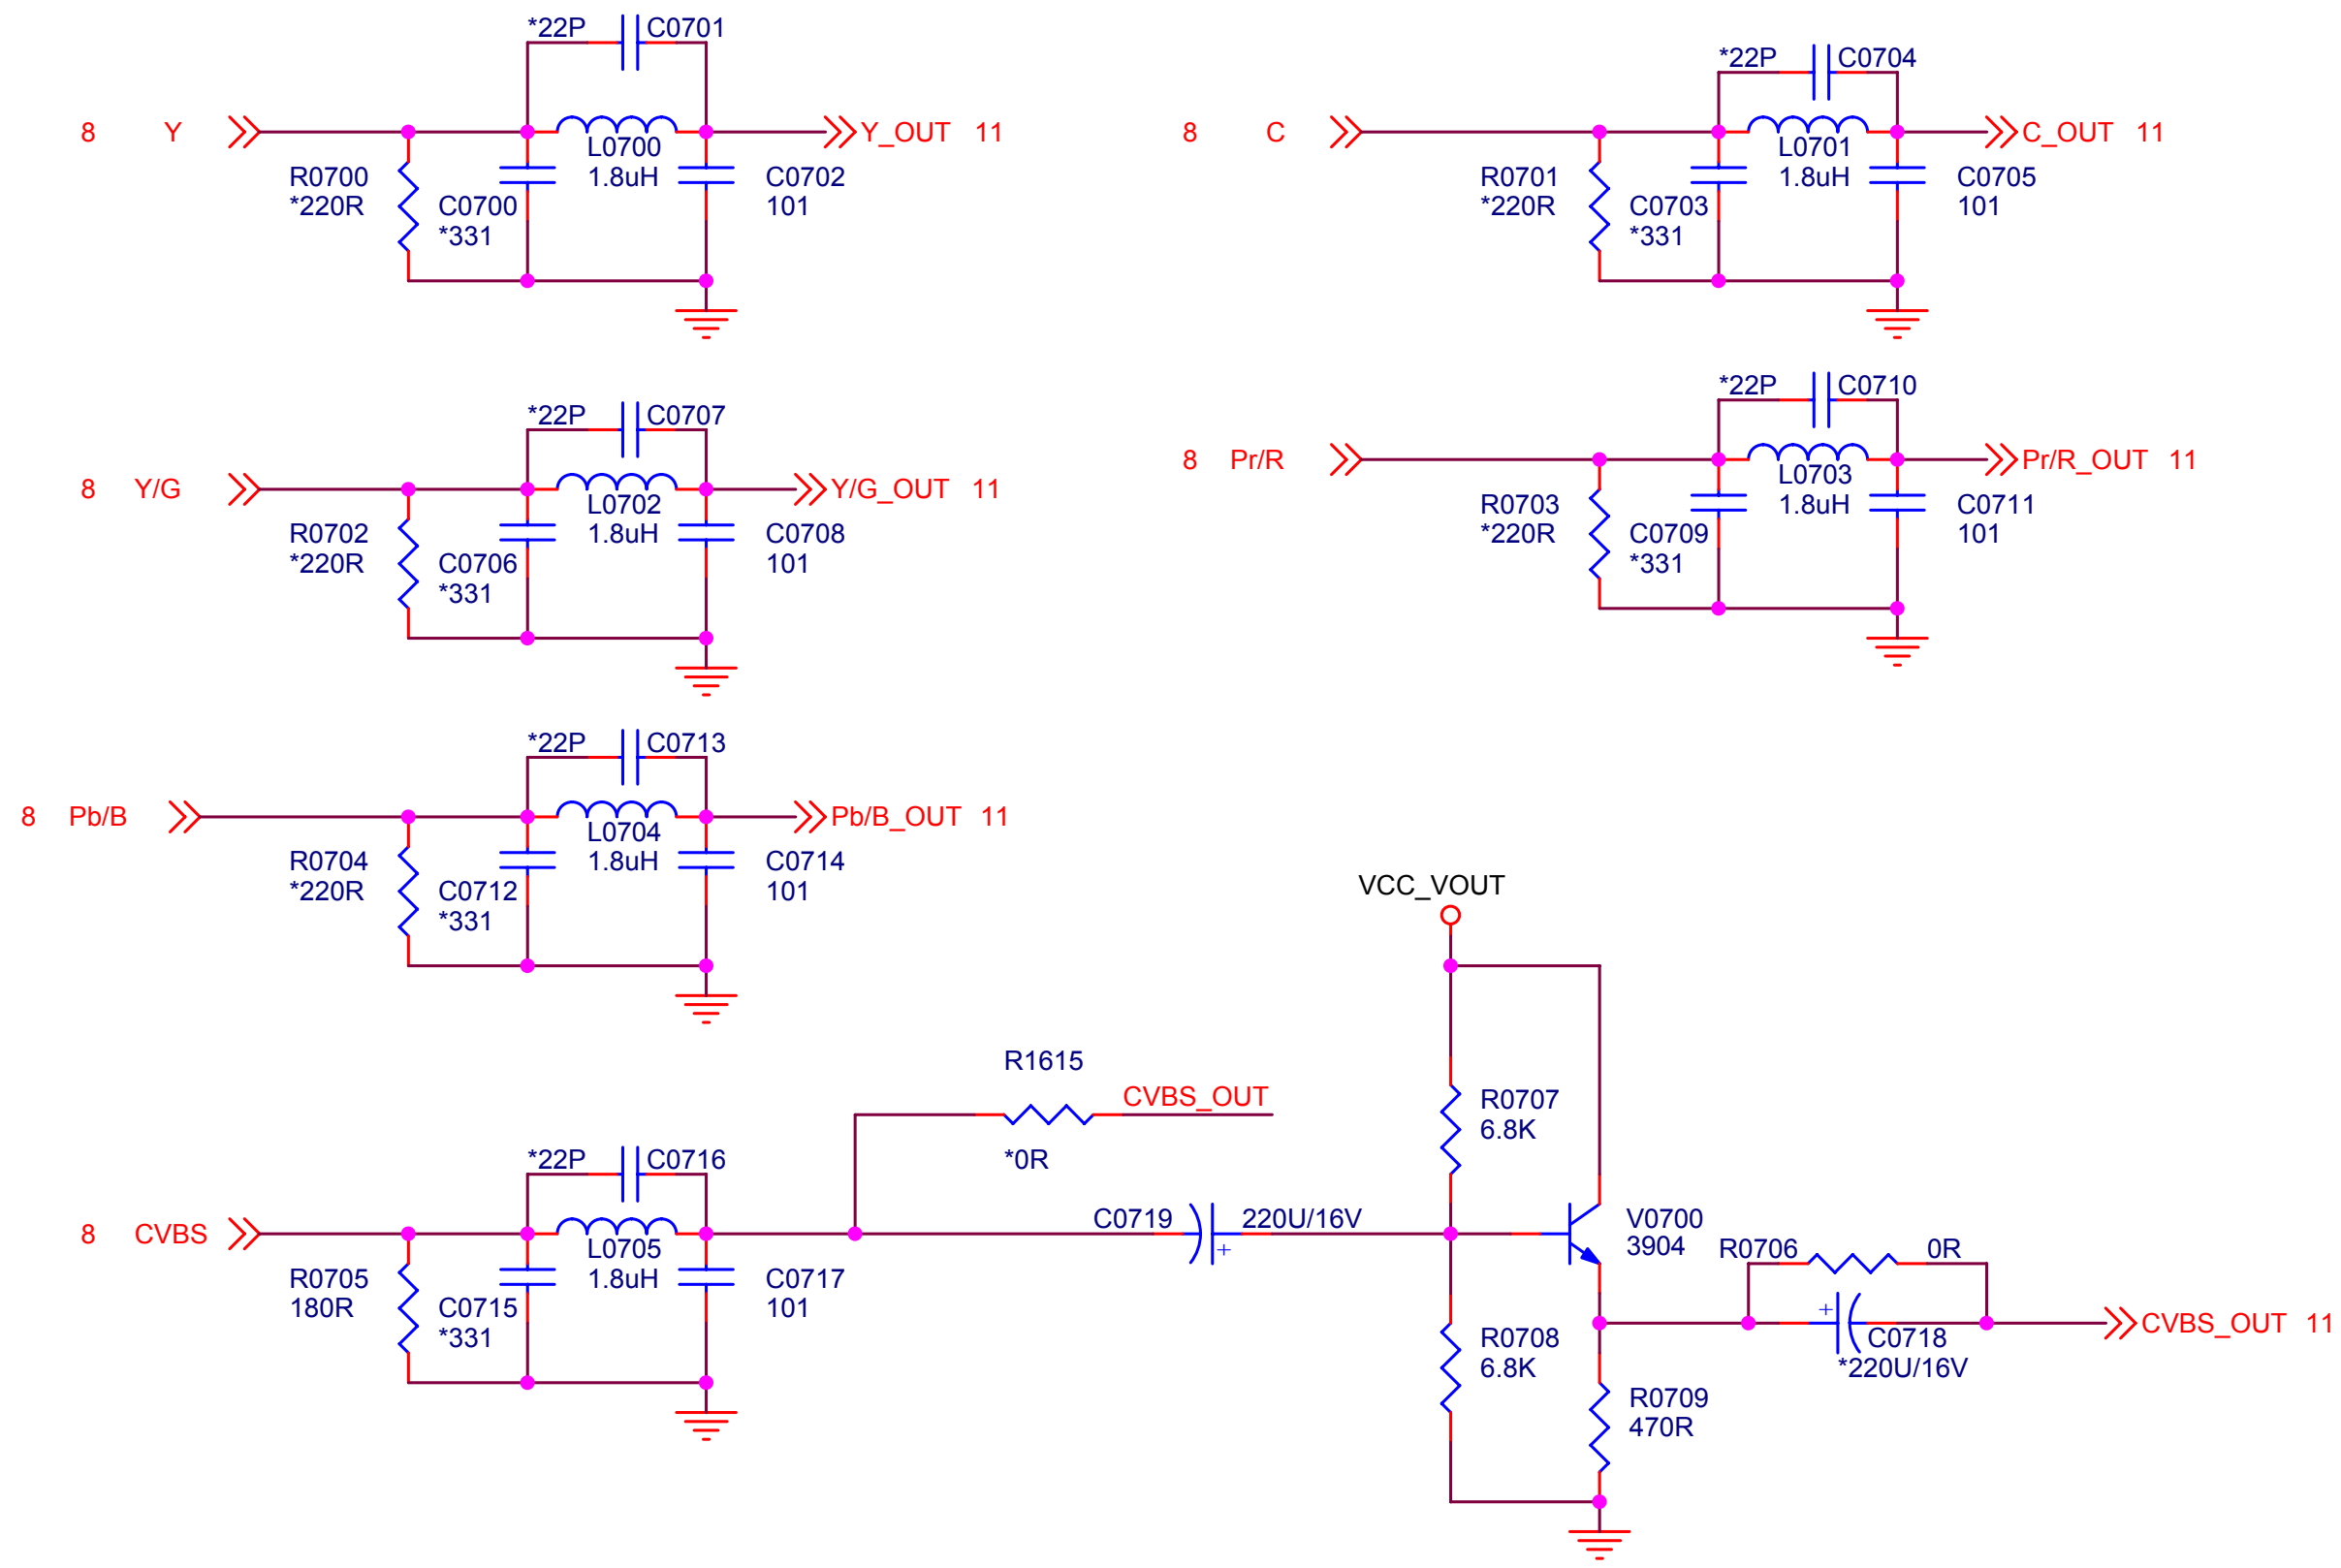 *22P C0701
8 Y Y_OUT 11
L0700
1.8uH
R0700
*220R
C0700
*331
C0702
101
*22P C0704
8 C C_OUT 11
L0701
1.8uH
R0701
*220R
C0703
*331
C0705
101
*22P C0707
8 Y/G Y/G_OUT 11
L0702
1.8uH
R0702
*220R
C0706
*331
C0708
101
*22P C0710
8 Pr/R Pr/R_OUT 11
L0703
1.8uH
R0703
*220R
C0709
*331
C0711
101
*22P C0713
8 Pb/B Pb/B_OUT 11
L0704
1.8uH
R0704
*220R
C0712
*331
C0714
101
VCC_VOUT
R1615
CVBS_OUT
*0R
R0707
6.8K
*22P C0716
8 CVBS
L0705
1.8uH
R0705
180R
C0715
*331
C0717
101
C0719 220U/16V
+
V0700
3904
R0706 0R
+
C0718
*220U/16V
CVBS_OUT 11
R0708
6.8K
R0709
470R